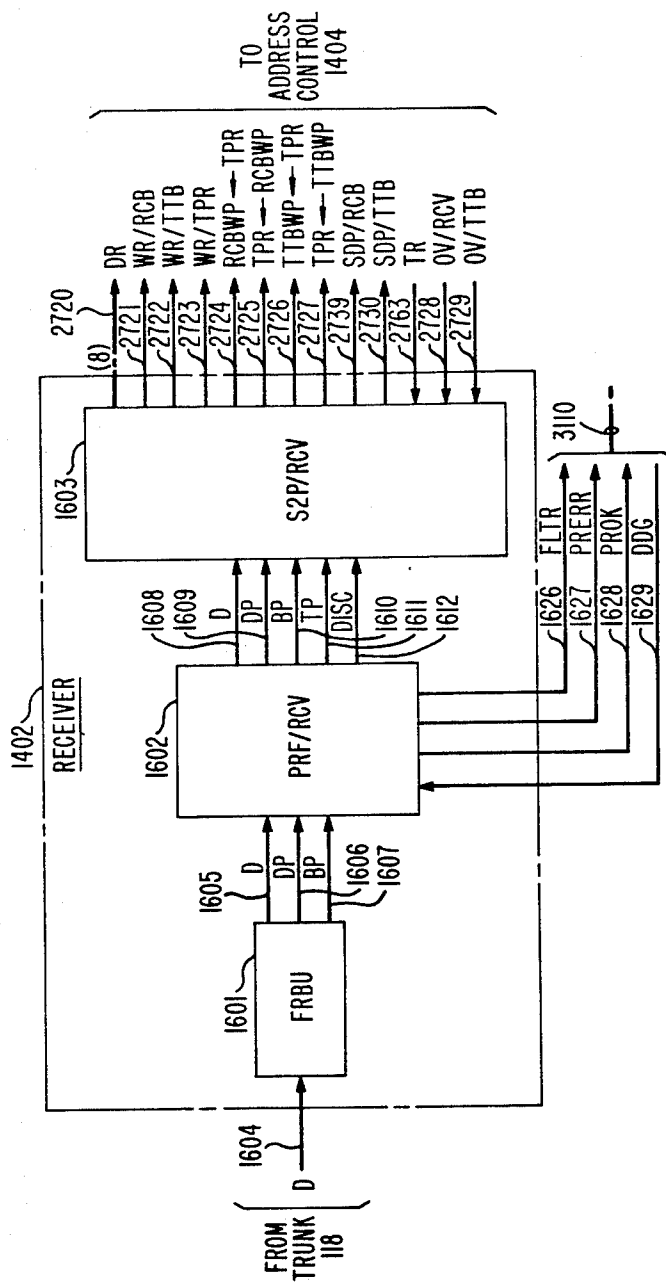 1402
RECEIVER
FROM
TRUNK
118
D
1604
1601
FRBU
1605
D
DP
1606
BP
1607
1602
PRF/RCV
1608
D
1609
DP
BP
1610
TP
1611
DISC
1612
1603
S2P/RCV
2720
(8)
DR
2721
WR/RCB
2722
WR/TTB
2723
WR/TPR
2724
RCBWP ← TPR
2725
TPR ← RCBWP
2726
TTBWP ← TPR
2727
TPR ← TTBWP
2739
SDP/RCB
2730
SDP/TTB
2763
TR
2728
OV/RCV
2729
OV/TTB
TO
ADDRESS
CONTROL
1404
1626
FLTR
1627
PRERR
1628
PROK
1629
DDG
3110